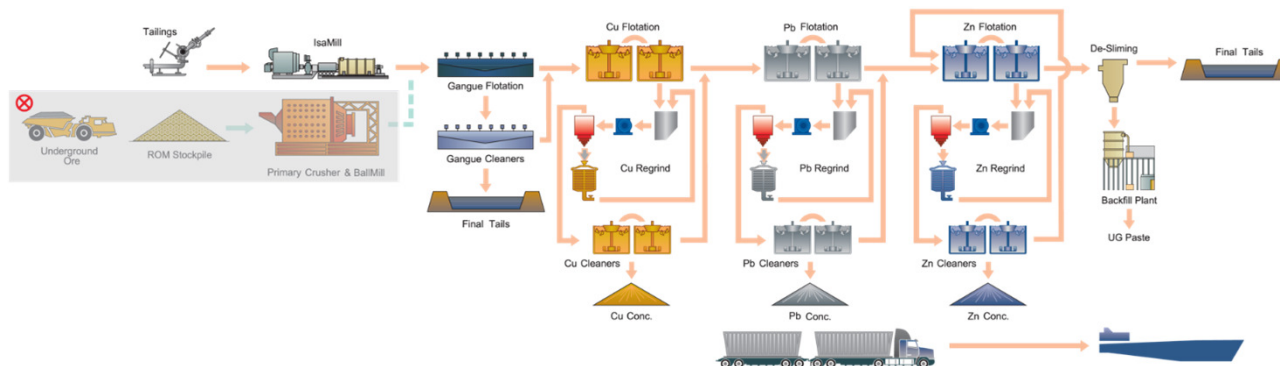 Tailings
IsaMill
Gangue Flotation
Cu Flotation
Pb Flotation
Zn Flotation
De-Sliming
Final Tails
Underground
Ore
ROM Stockpile
Primary Crusher & BallMill
Gangue Cleaners
Final Tails
Cu Regrind
Pb Regrind
Zn Regrind
Backfill Plant
UG Paste
Cu Cleaners
Pb Cleaners
Zn Cleaners
Cu Conc.
Pb Conc.
Zn Conc.